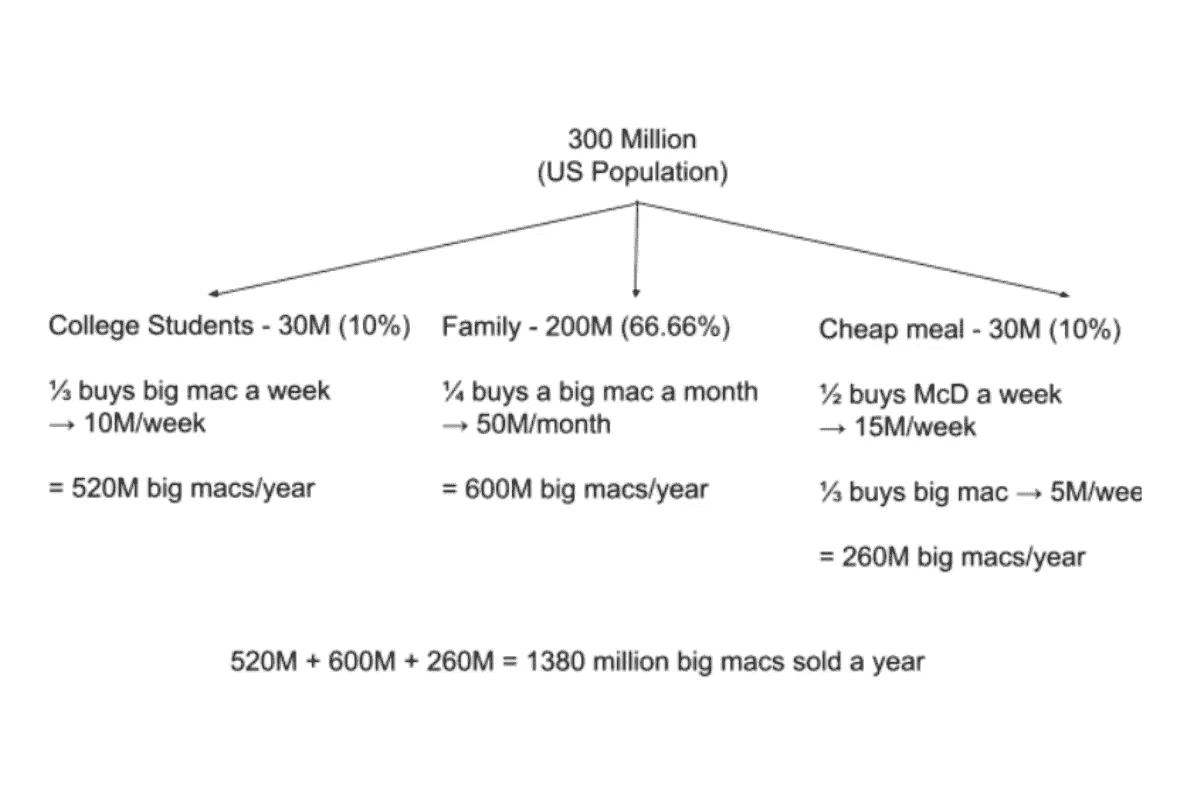 300 Million
(US Population)
College Students - 30M (10%)
⅓ buys big mac a week
→ 10M/week
= 520M big macs/year
Family - 200M (66.66%)
¼ buys a big mac a month
→ 50M/month
= 600M big macs/year
Cheap meal - 30M (10%)
½ buys McD a week
→ 15M/week
⅓ buys big mac → 5M/wee
= 260M big macs/year
520M + 600M + 260M = 1380 million big macs sold a year